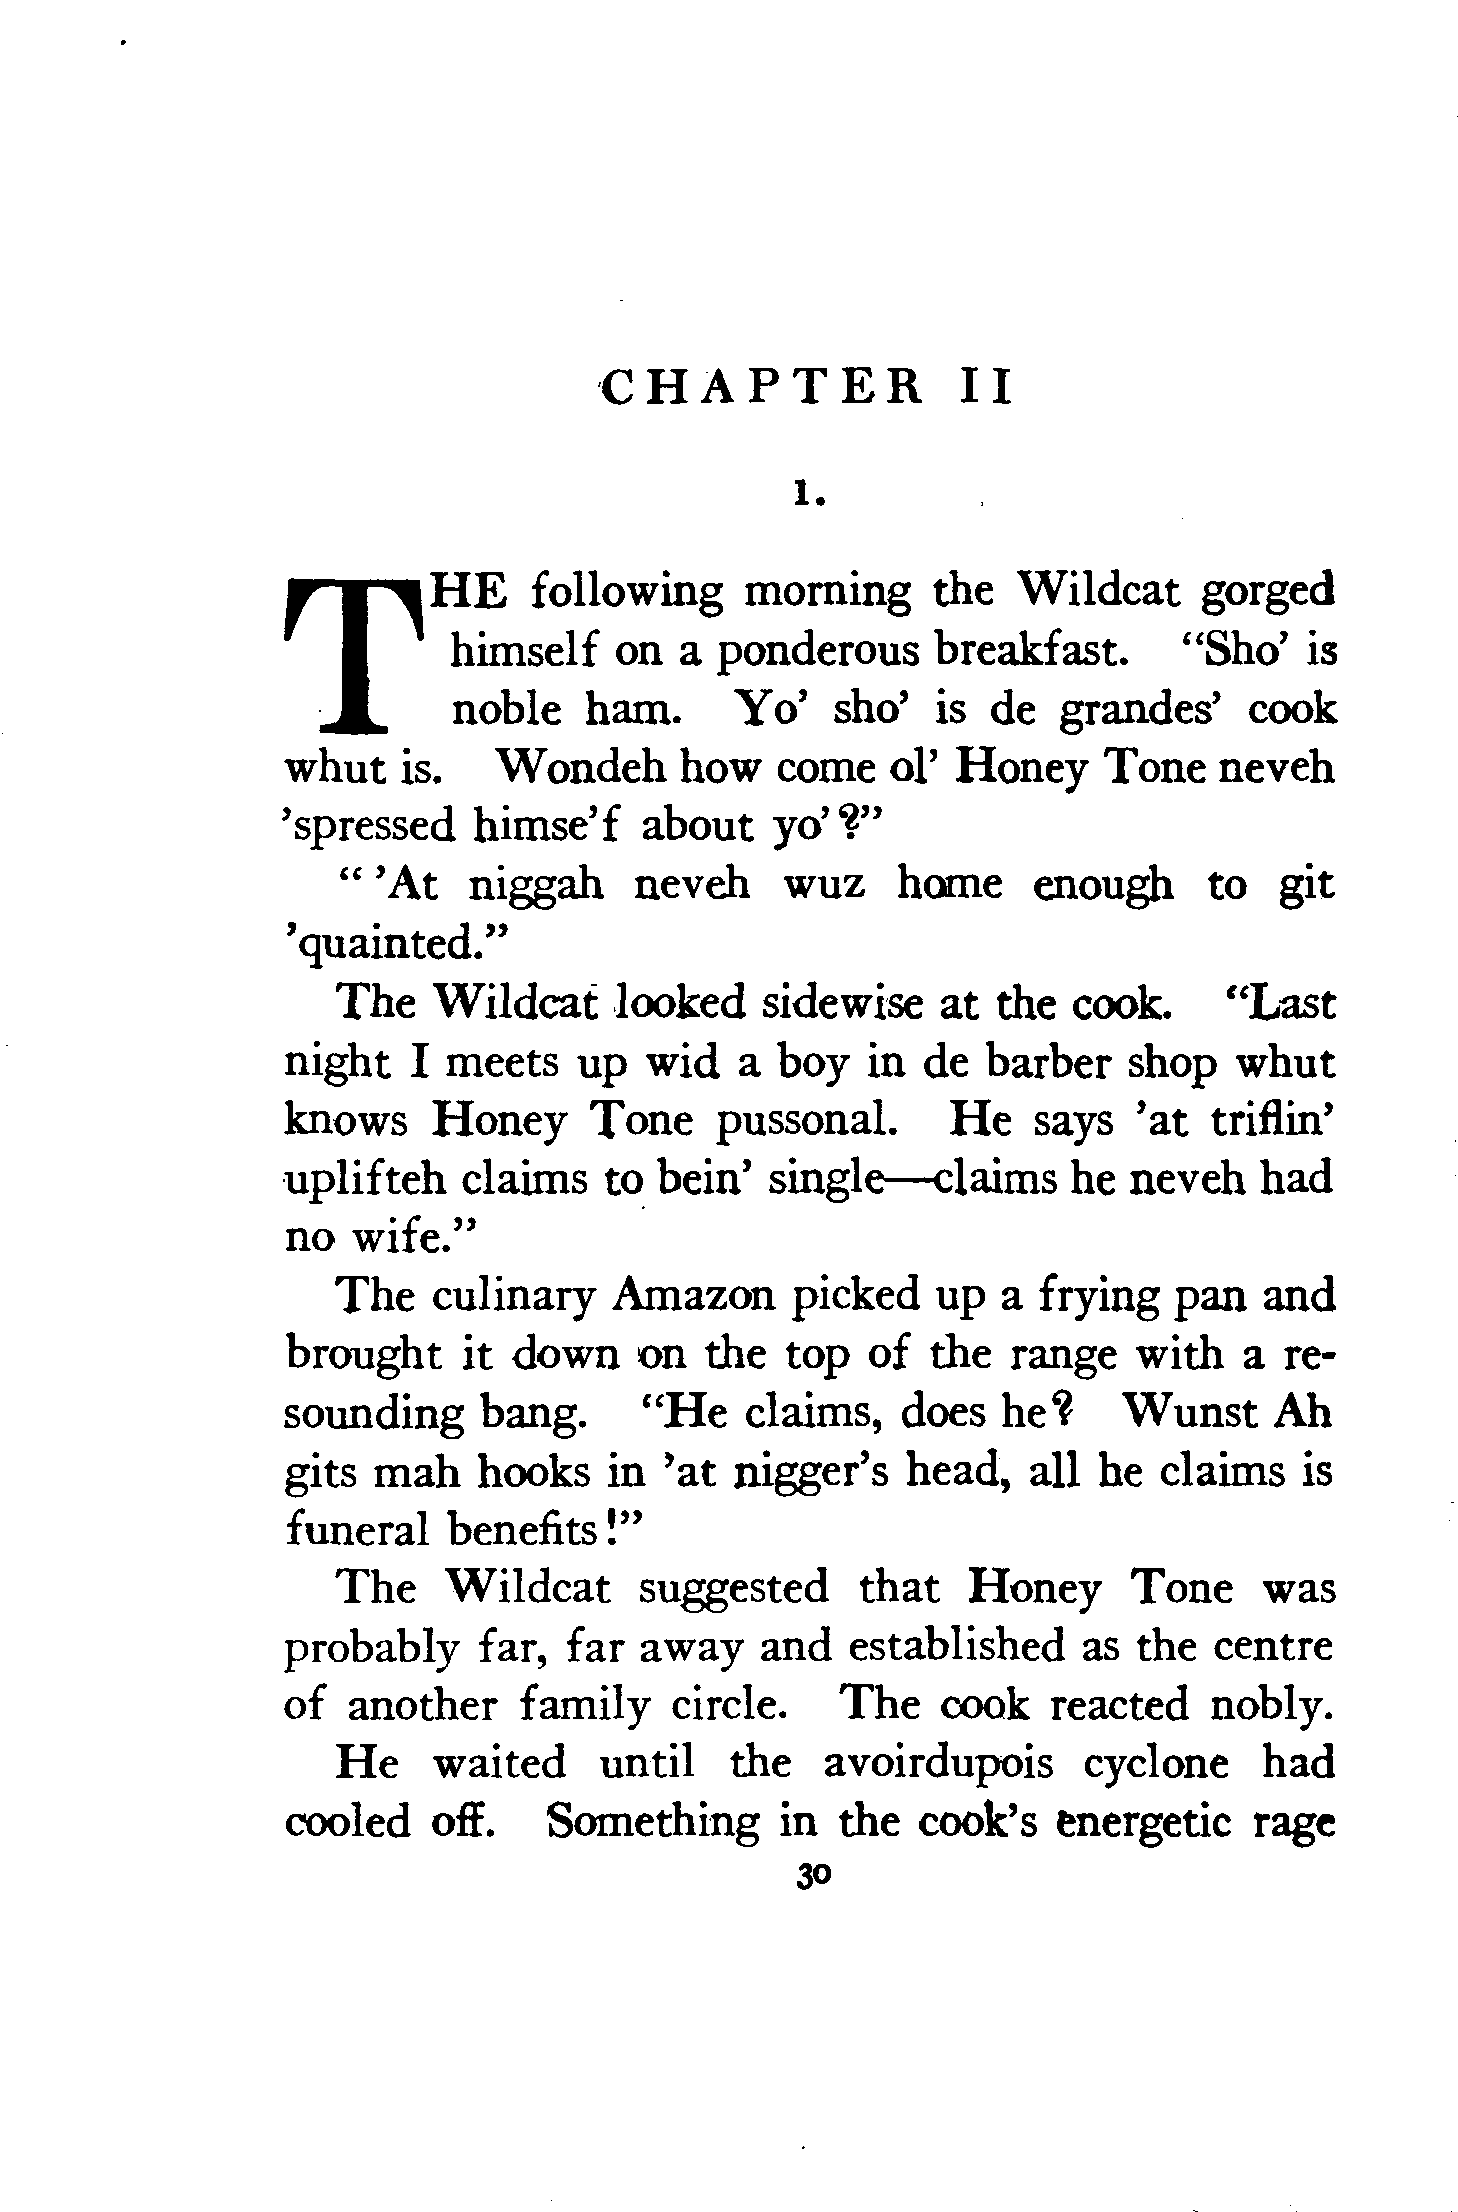 CHAPTER II
1.
THE following morning the Wildcat gorged
himself on a ponderous breakfast. "Sho' is
noble ham. Yo' sho' is de grandes' cook
whut is. Wondeh how come ol' Honey Tone neveh
'spressed himse'f about yo'?"
"'At niggah neveh wuz home enough to git
'quainted."
The Wildcat looked sidewise at the cook. "Last
night I meets up wid a boy in de barber shop whut
knows Honey Tone pussonal. He says 'at triflin'
uplifteh claims to bein' single—claims he neveh had
no wife."
The culinary Amazon picked up a frying pan and
brought it down on the top of the range with a re-
sounding bang. "He claims, does he? Wunst Ah
gits mah hooks in 'at nigger's head, all he claims is
funeral benefits!"
The Wildcat suggested that Honey Tone was
probably far, far away and established as the centre
of another family circle. The cook reacted nobly.
He waited until the avoirdupois cyclone had
cooled off. Something in the cook's energetic rage
30